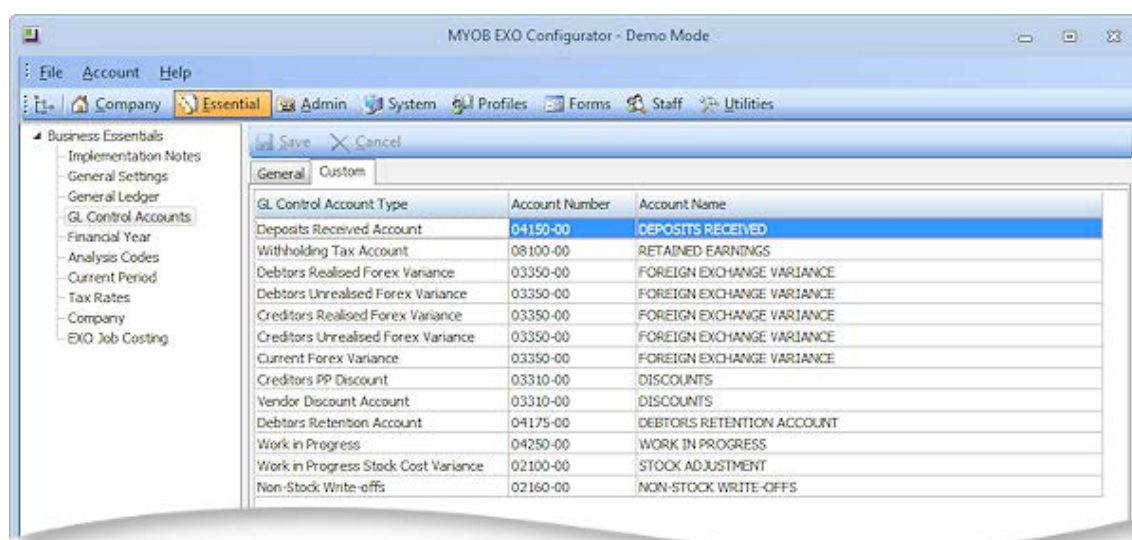 MYOB EXO Configurator - Demo Mode
File Account Help
Company Essential Admin System Profiles Forms Staff Utilities
Business Essentials
Implementation Notes
General Settings
General Ledger
GL Control Accounts
Financial Year
Analysis Codes
Current Period
Tax Rates
Company
EXO Job Costing
Save Cancel
General Custom
GL Control Account Type Account Number Account Name
Deposits Received Account 04150-00 DEPOSITS RECEIVED
Withholding Tax Account 08100-00 RETAINED EARNINGS
Debtors Realised Forex Variance 03350-00 FOREIGN EXCHANGE VARIANCE
Debtors Unrealised Forex Variance 03350-00 FOREIGN EXCHANGE VARIANCE
Creditors Realised Forex Variance 03350-00 FOREIGN EXCHANGE VARIANCE
Creditors Unrealised Forex Variance 03350-00 FOREIGN EXCHANGE VARIANCE
Current Forex Variance 03350-00 FOREIGN EXCHANGE VARIANCE
Creditors PP Discount 03310-00 DISCOUNTS
Vendor Discount Account 03310-00 DISCOUNTS
Debtors Retention Account 04175-00 DEBTORS RETENTION ACCOUNT
Work in Progress 04250-00 WORK IN PROGRESS
Work in Progress Stock Cost Variance 02100-00 STOCK ADJUSTMENT
Non-Stock Write-offs 02160-00 NON-STOCK WRITE-OFFS